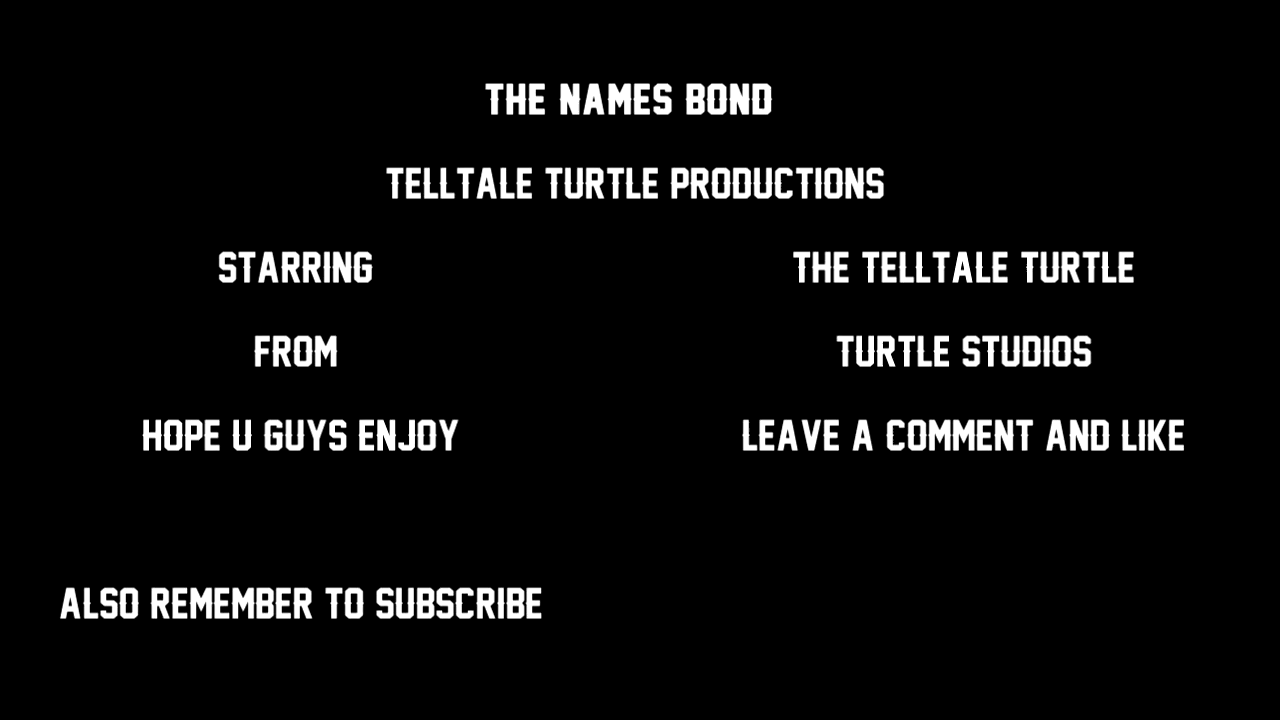 THE NAMES BOND
TELLTALE TURTLE PRODUCTIONS
STARRING THE TELLTALE TURTLE
FROM TURTLE STUDIOS
HOPE U GUYS ENJOY LEAVE A COMMENT AND LIKE
ALSO REMEMBER TO SUBSCRIBE